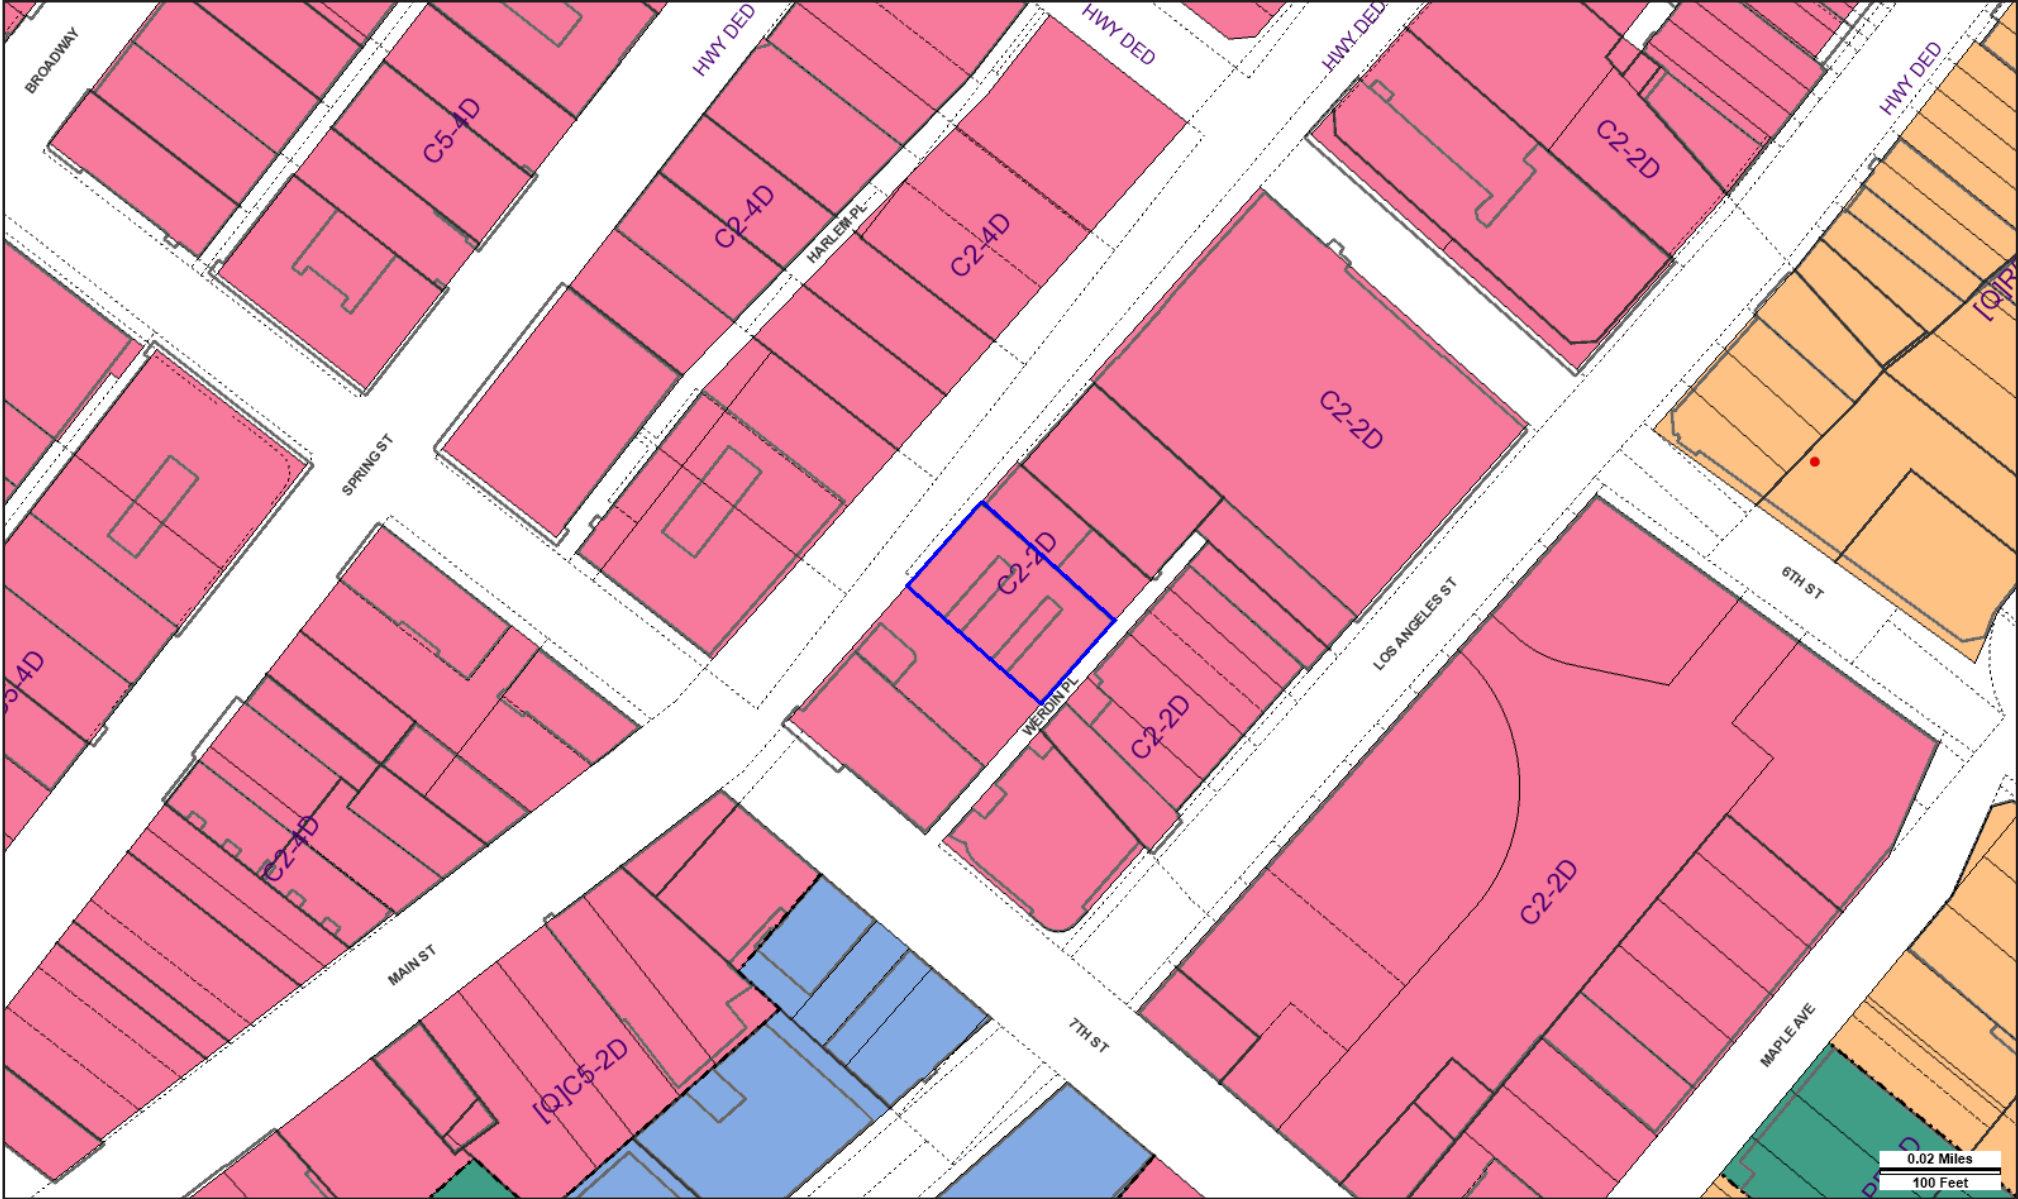 BROADWAY
HWY DED
HWY DED
HWY DED
HWY DED
C5-4D
C2-4D
HARLEM PL
C2-4D
C2-2D
SPRING ST
C2-2D
C2-2D
6TH ST
LOS ANGELES ST
WERDIN PL
C2-2D
C2-4D
C2-2D
MAIN ST
7TH ST
MAPLE AVE
[Q]C5-2D
0.02 Miles
100 Feet